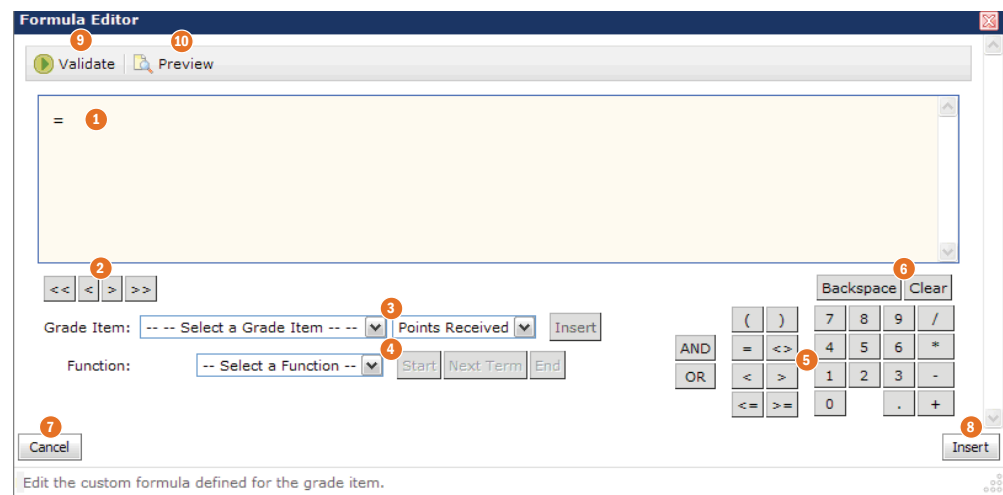 Formula Editor
9 10
Validate Preview
= 1
2
<< < > >>
6
Backspace Clear
3
Grade Item: -- -- Select a Grade Item -- -- Points Received Insert
( ) 7 8 9 /
4
Function: -- Select a Function -- Start Next Term End
AND = <> 4 5 6 *
5
OR < > 1 2 3 -
<= >= 0 . +
7 8
Cancel Insert
Edit the custom formula defined for the grade item.